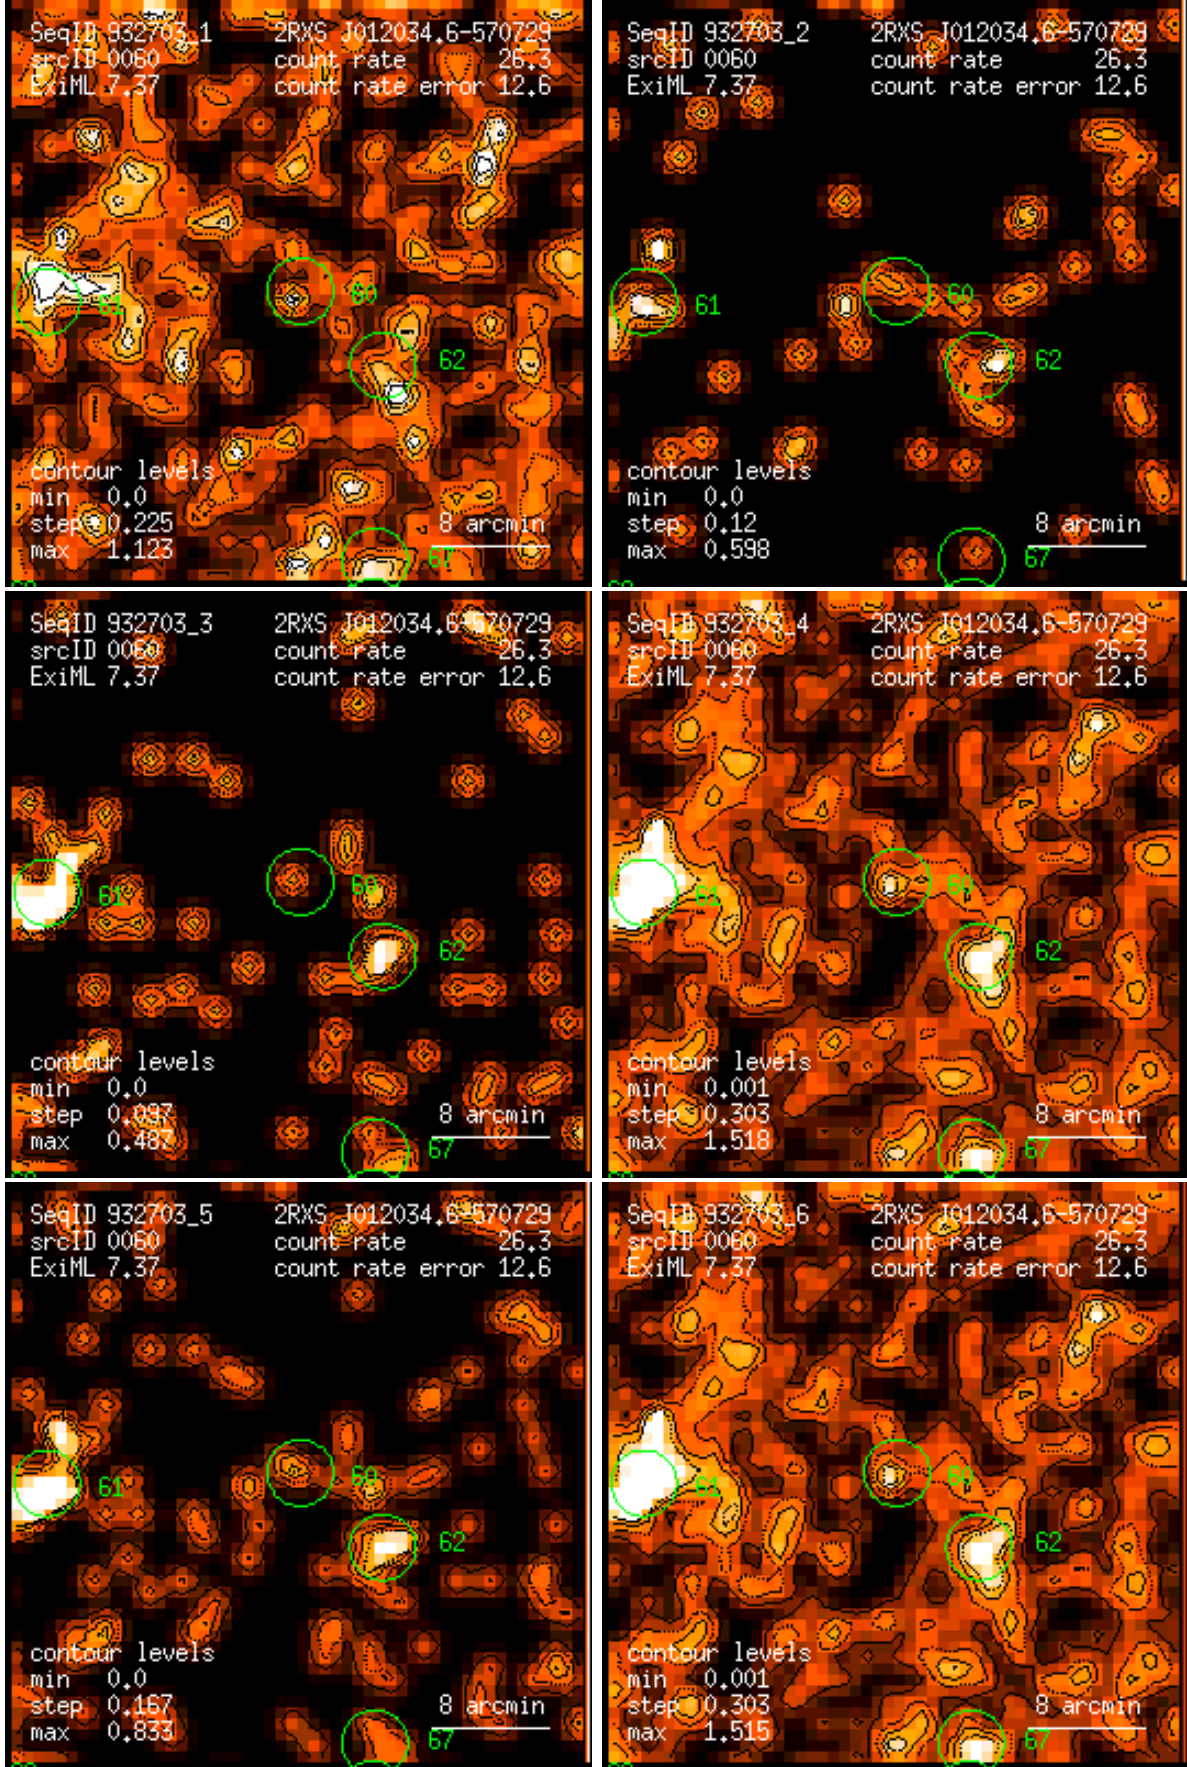 SeqID 932703_1 2RXS J012034.6-570729
srcID 0060 count rate 26.3
ExiML 7.37 count rate error 12.6
61
60
62
contour levels
min 0.0
step 0.225
max 1.123
8 arcmin
67
SeqID 932703_2 2RXS J012034.6-570729
srcID 0060 count rate 26.3
ExiML 7.37 count rate error 12.6
61
60
62
contour levels
min 0.0
step 0.12
max 0.598
8 arcmin
67
SeqID 932703_3 2RXS J012034.6-570729
srcID 0060 count rate 26.3
ExiML 7.37 count rate error 12.6
61
60
62
contour levels
min 0.0
step 0.097
max 0.487
8 arcmin
67
SeqID 932703_4 2RXS J012034.6-570729
srcID 0060 count rate 26.3
ExiML 7.37 count rate error 12.6
61
60
62
contour levels
min 0.001
step 0.303
max 1.518
8 arcmin
67
SeqID 932703_5 2RXS J012034.6-570729
srcID 0060 count rate 26.3
ExiML 7.37 count rate error 12.6
61
60
62
contour levels
min 0.0
step 0.167
max 0.833
8 arcmin
67
SeqID 932703_6 2RXS J012034.6-570729
srcID 0060 count rate 26.3
ExiML 7.37 count rate error 12.6
61
60
62
contour levels
min 0.001
step 0.303
max 1.515
8 arcmin
67